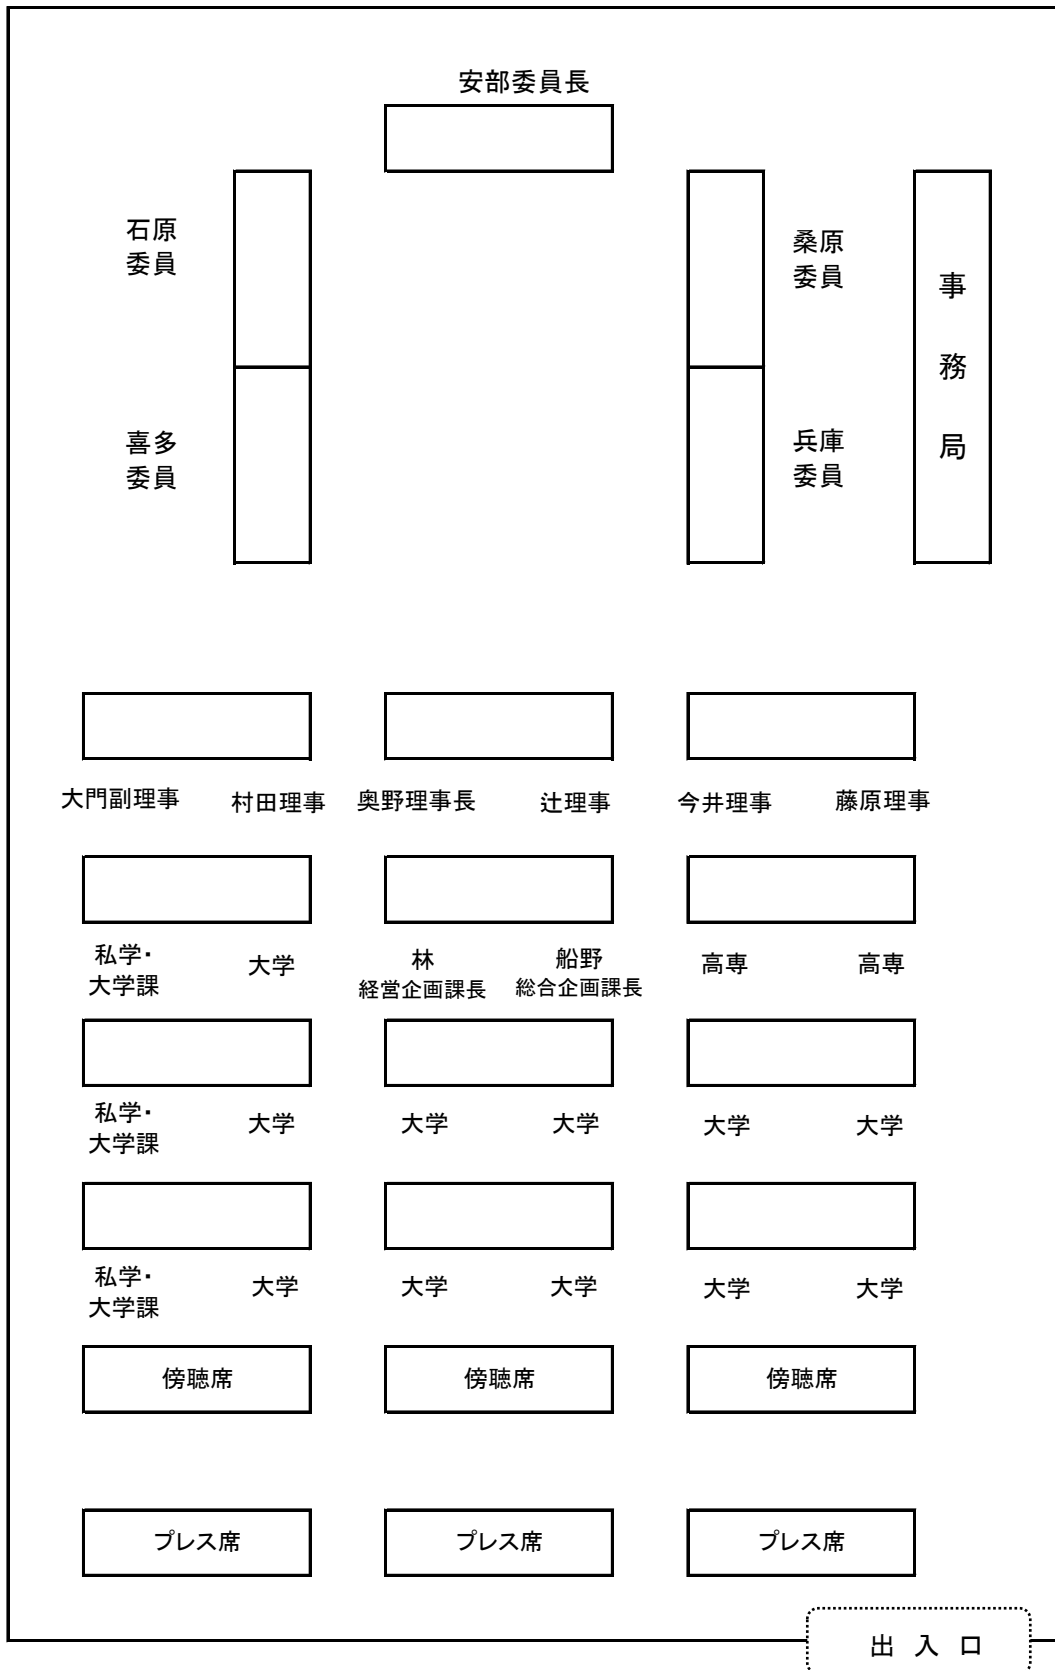 安部委員長
石原
委員
桑原
委員
事務局
喜多
委員
兵庫
委員
大門副理事 村田理事 奥野理事長 辻理事 今井理事 藤原理事
私学・
大学課
大学
林
経営企画課長
船野
総合企画課長
高専 高専
私学・
大学課
大学 大学 大学 大学 大学
私学・
大学課
大学 大学 大学 大学 大学
傍聴席 傍聴席 傍聴席
プレス席 プレス席 プレス席
出 入 口